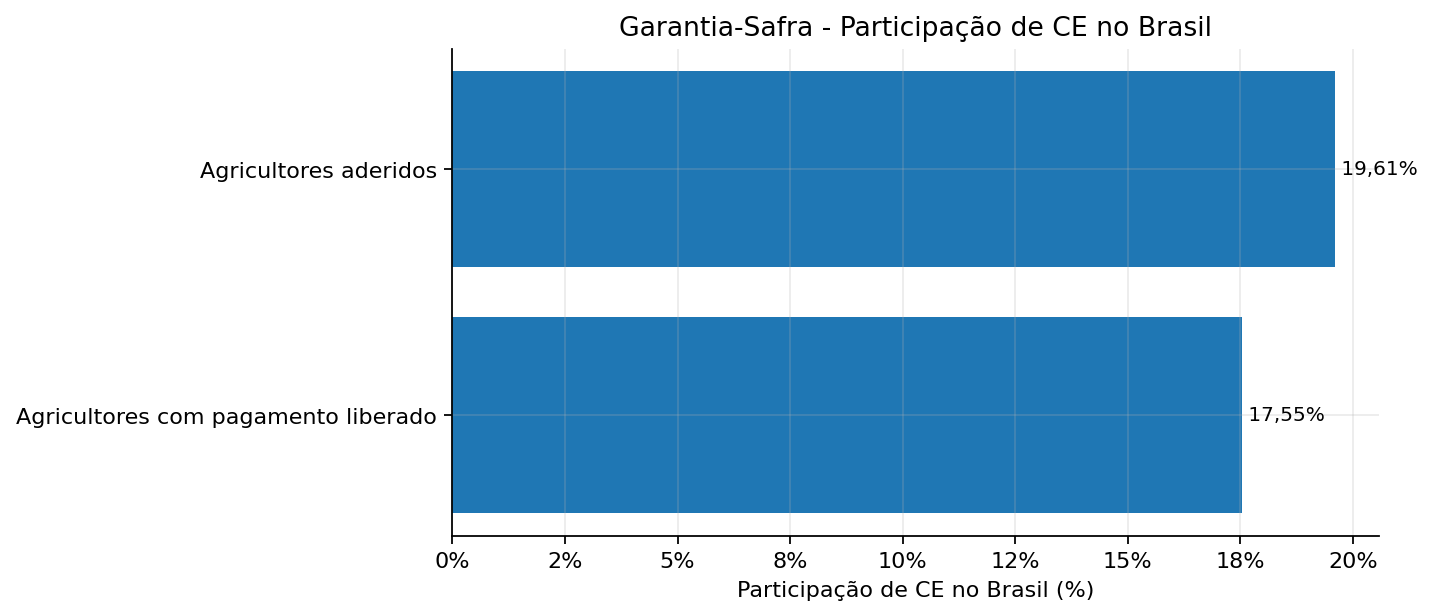 Garantia-Safra - Participação de CE no Brasil
Agricultores aderidos
19,61%
Agricultores com pagamento liberado
17,55%
0% 2% 5% 8% 10% 12% 15% 18% 20%
Participação de CE no Brasil (%)